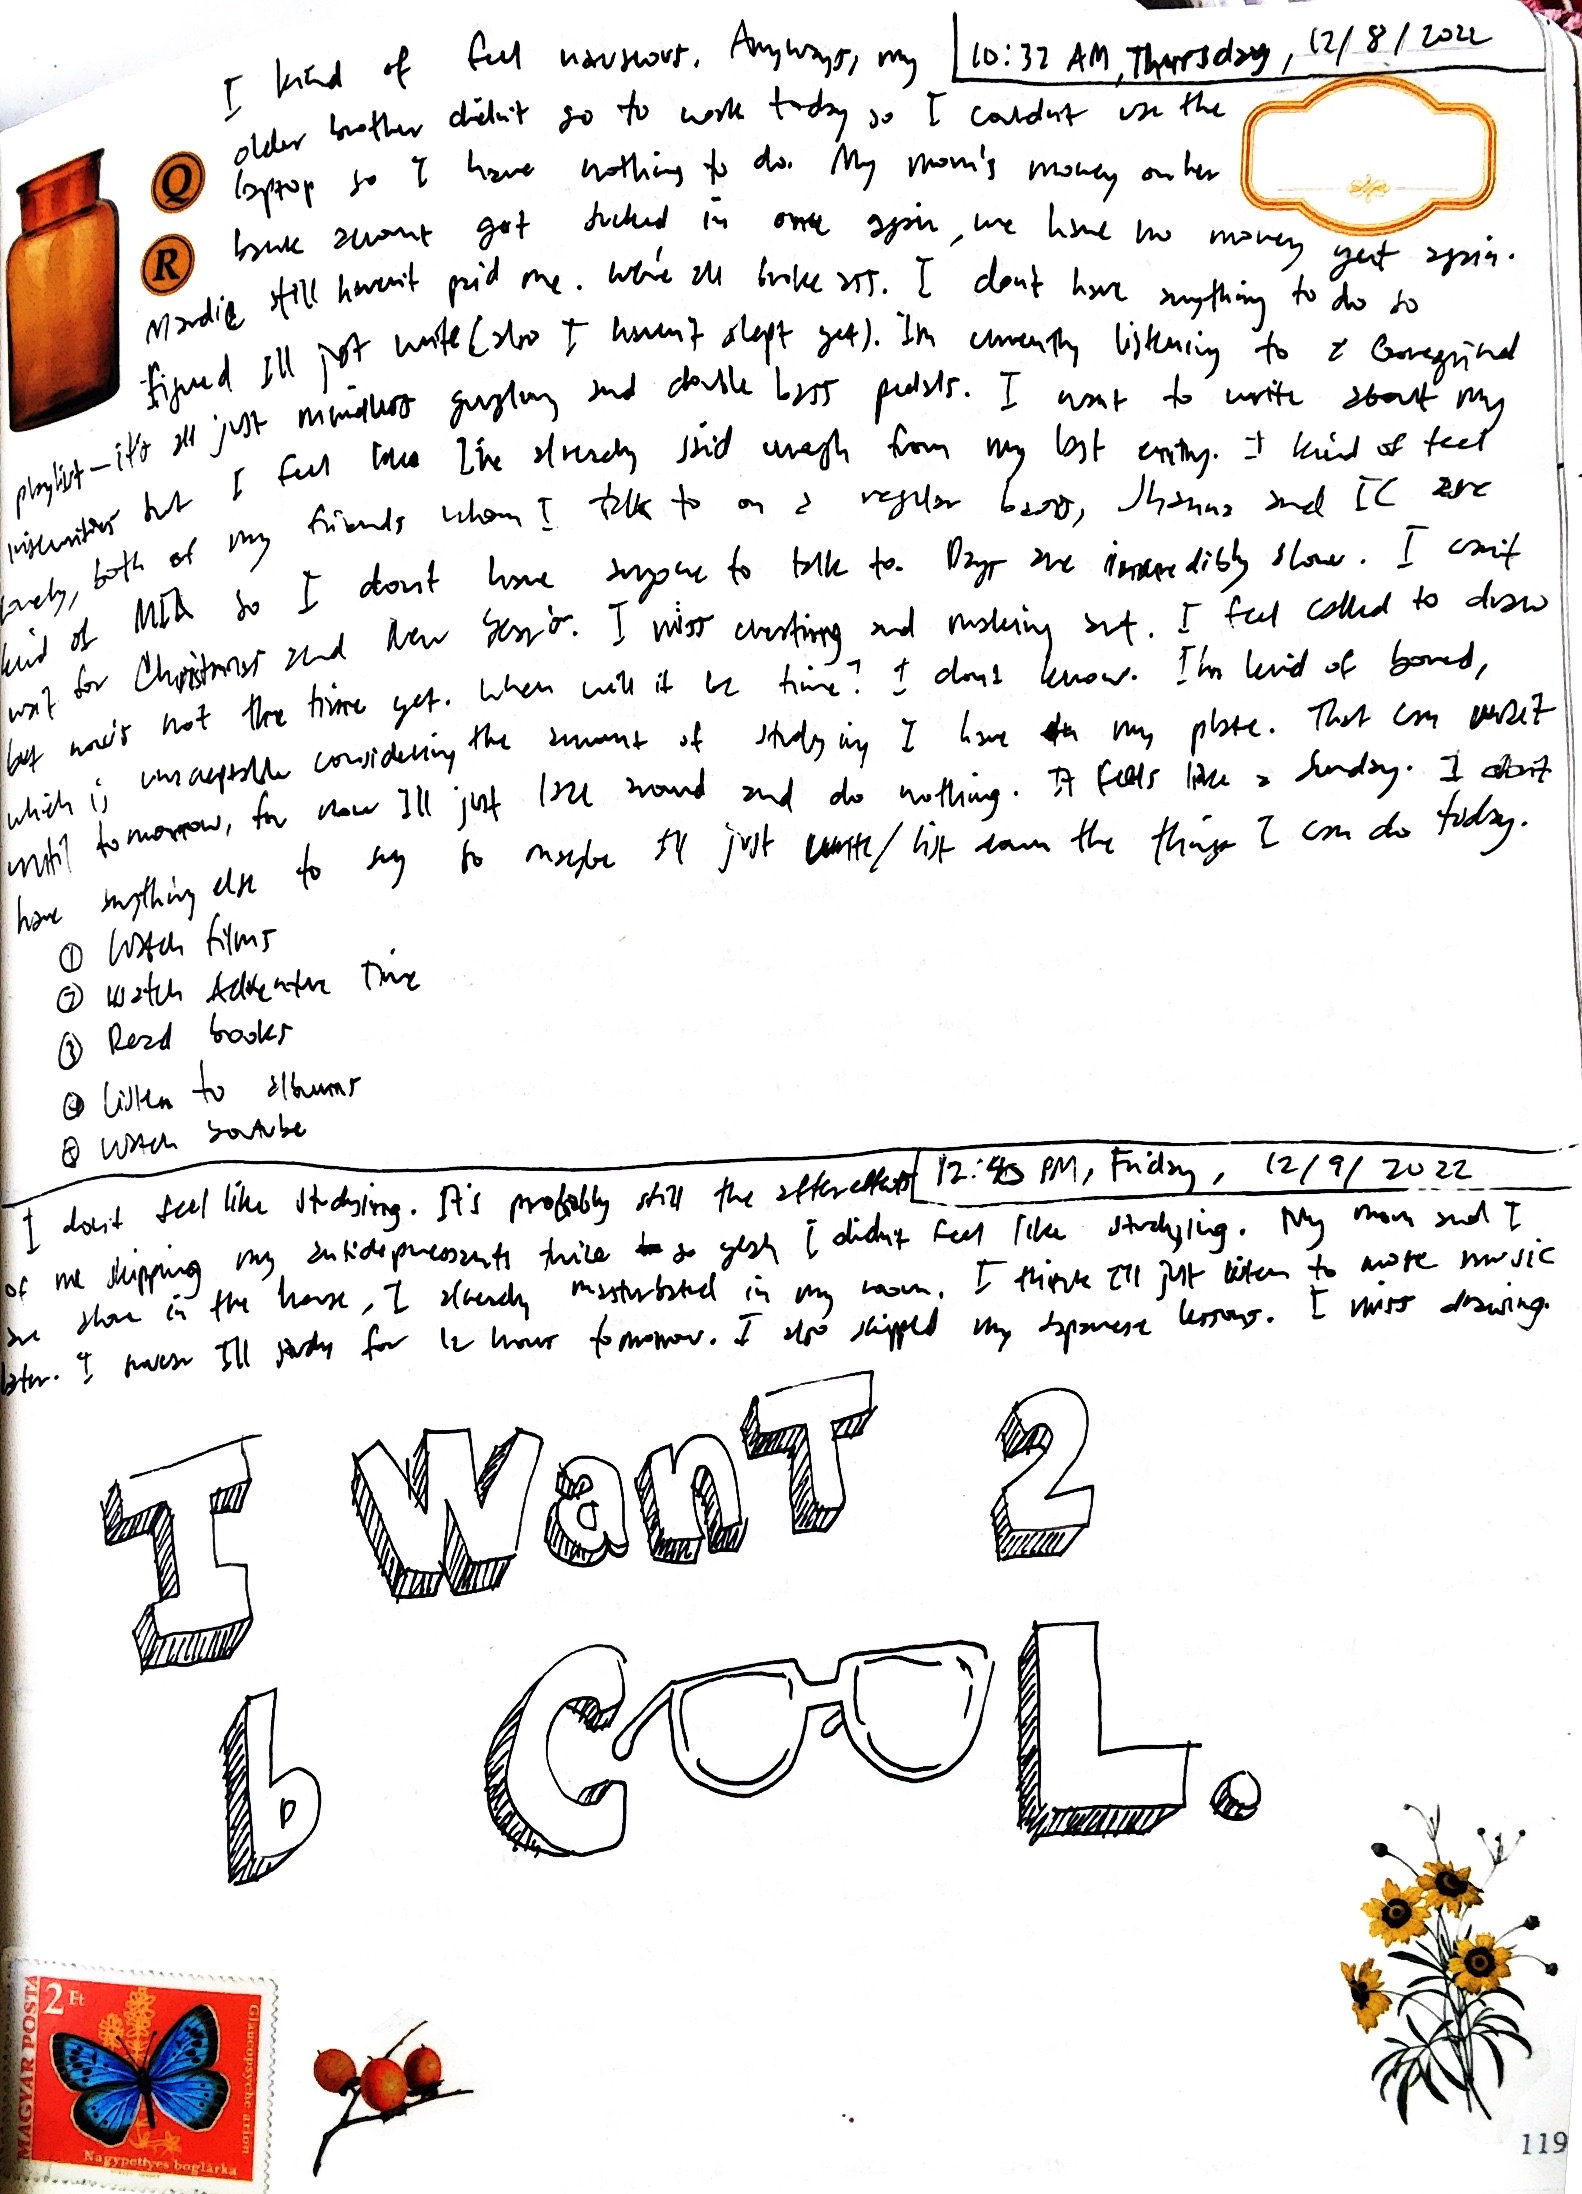 10:32 AM, Thursday, 12/8/2022
I kind of feel nauseous. Anyways, my
older brother didn't go to work today so I couldn't use the
laptop so I have nothing to do. My mom's money on her
bank account got sucked in once again, we have no money yet again.
still haven't paid me. We're all broke ass. I don't have anything to do so
figured I'll just write (also I haven't slept yet). I'm currently listening to a Goregrind
playlist – it's all just mindless gurgling and double bass pedals. I want to write about my
insecurities but I feel like I've already said enough from my last entry. I kind of feel
lonely, both of my friends whom I talk to on a regular basis, and IC are
kind of MIA so I don't have anyone to talk to. Days are incredibly slow. I can't
wait for Christmas and New Year's. I miss creating and making art. I feel called to draw
but now's not the time yet. When will it be time? I don't know. I'm kind of bored,
which is unacceptable considering the amount of studying I have on my plate. That can wait
until tomorrow, for now I'll just laze around and do nothing. It feels like a Sunday. I don't
have anything else to say so maybe I'll just write/list down the things I can do today.
① Watch films
② Watch Adventure Time
③ Read books
④ Listen to albums
⑤ Watch Youtube
12:45 PM, Friday, 12/9/2022
I don't feel like studying. It's probably still the after effects
of me skipping my antidepressants twice so yeah I didn't feel like studying. My mom and I
are alone in the house, I already masturbated in my room. I think I'll just listen to more music
later. I swear I'll study for 12 hours tomorrow. I also skipped my Japanese lessons. I miss drawing.
I WanT 2
b COOL.
Q
R
MAGYAR POSTA
2 Ft
Glaucopsyche arion
Nagypettyes boglárka
119